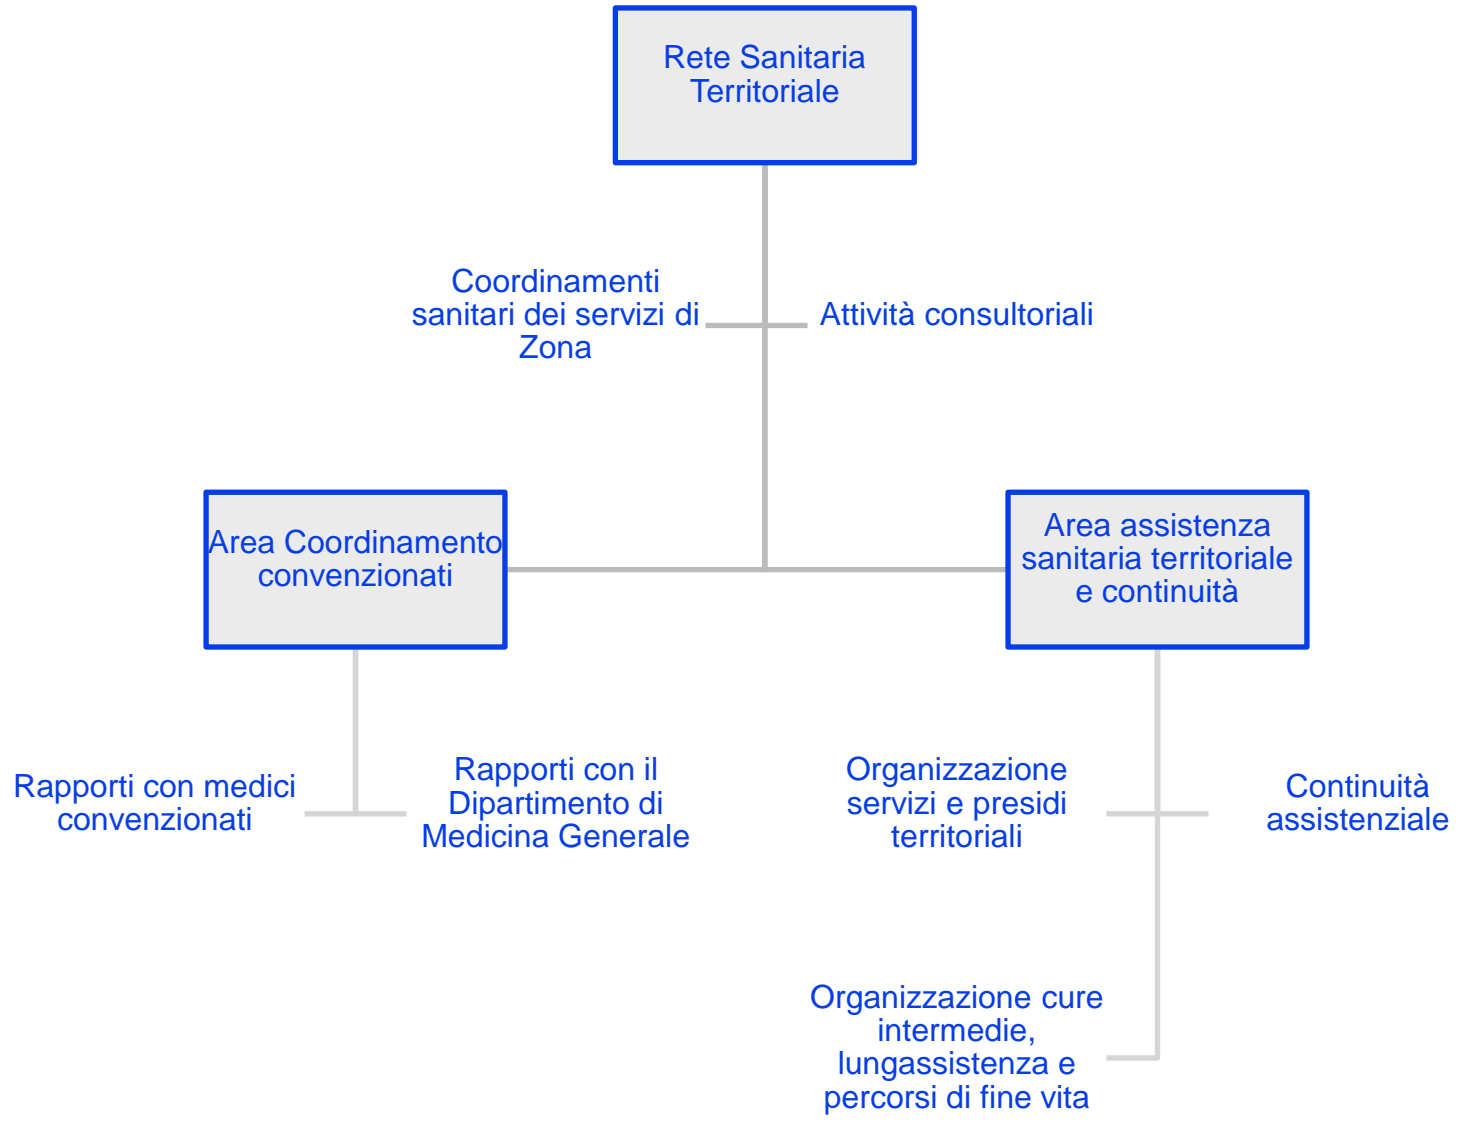 Rete Sanitaria
Territoriale
Coordinamenti
sanitari dei servizi di
Zona
Attività consultoriali
Area Coordinamento
convenzionati
Area assistenza
sanitaria territoriale
e continuità
Rapporti con medici
convenzionati
Rapporti con il
Dipartimento di
Medicina Generale
Organizzazione
servizi e presidi
territoriali
Continuità
assistenziale
Organizzazione cure
intermedie,
lungassistenza e
percorsi di fine vita